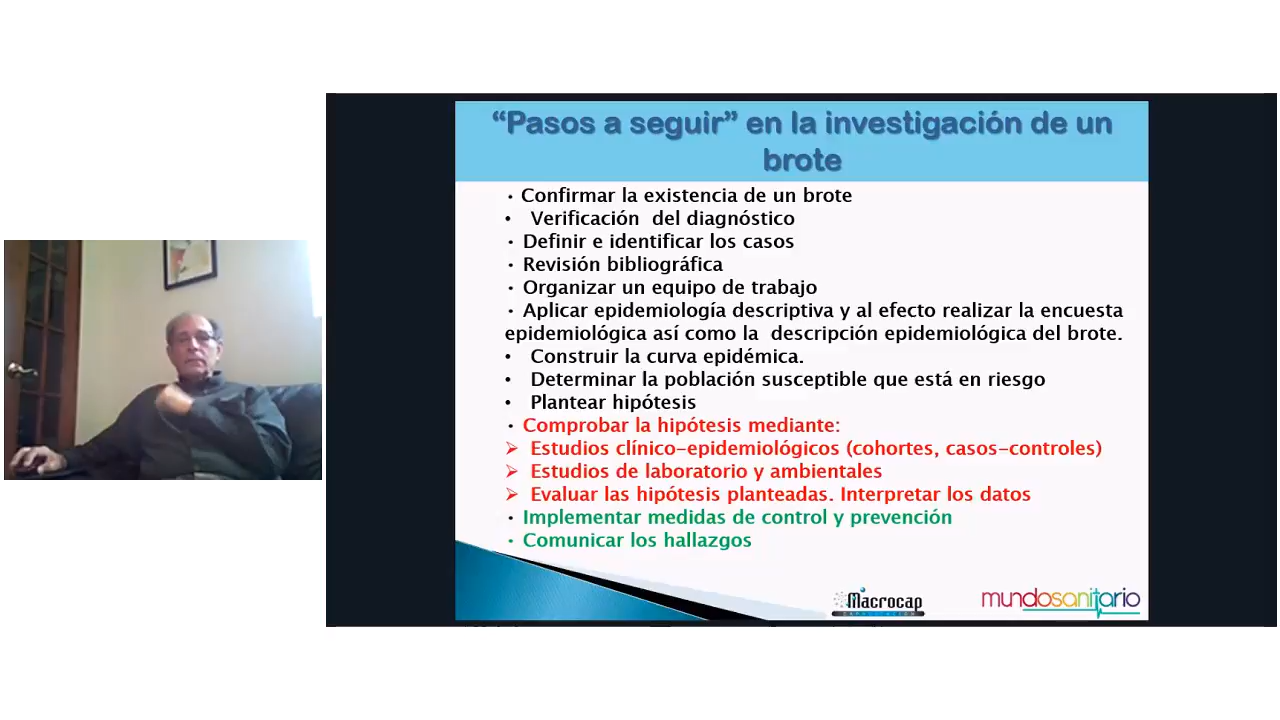 “Pasos a seguir” en la investigación de un
brote
• Confirmar la existencia de un brote
• Verificación del diagnóstico
• Definir e identificar los casos
• Revisión bibliográfica
• Organizar un equipo de trabajo
• Aplicar epidemiología descriptiva y al efecto realizar la encuesta
epidemiológica así como la descripción epidemiológica del brote.
• Construir la curva epidémica.
• Determinar la población susceptible que está en riesgo
• Plantear hipótesis
• Comprobar la hipótesis mediante:
➢ Estudios clínico-epidemiológicos (cohortes, casos-controles)
➢ Estudios de laboratorio y ambientales
➢ Evaluar las hipótesis planteadas. Interpretar los datos
• Implementar medidas de control y prevención
• Comunicar los hallazgos
Macrocap
mundosanitario